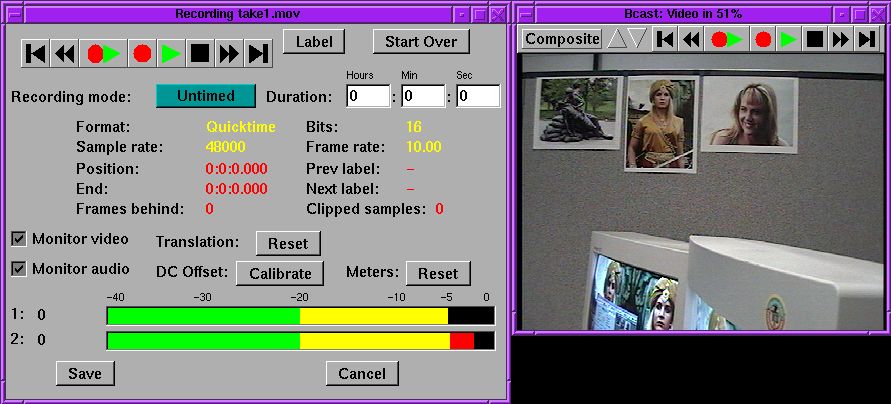 Recording take1.mov
Label
Start Over
Hours Min Sec
Recording mode: Untimed Duration: 0 : 0 : 0
Format: Quicktime Bits: 16
Sample rate: 48000 Frame rate: 10.00
Position: 0:0:0.000 Prev label: –
End: 0:0:0.000 Next label: –
Frames behind: 0 Clipped samples: 0
Monitor video Translation: Reset
Monitor audio DC Offset: Calibrate Meters: Reset
-40 -30 -20 -10 -5 0
1: 0
2: 0
Save Cancel
Bcast: Video in 51%
Composite